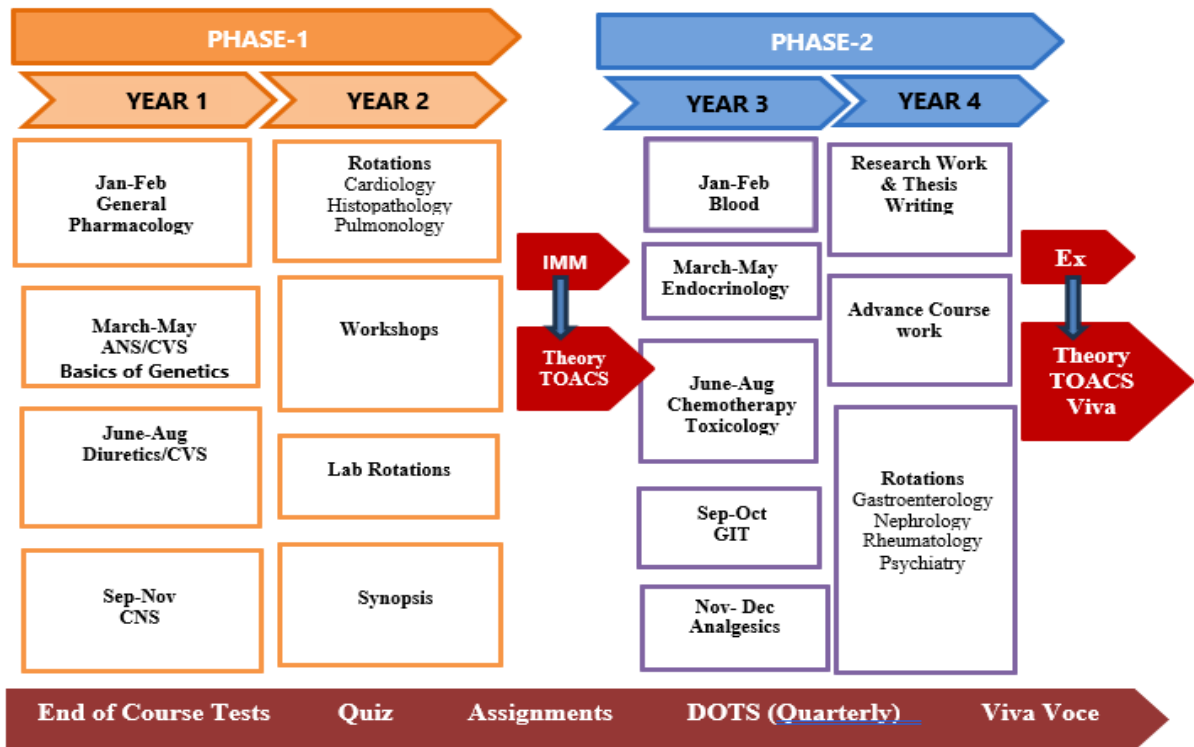 PHASE-1
PHASE-2
YEAR 1
YEAR 2
YEAR 3
YEAR 4
Jan-Feb
General
Pharmacology
March-May
ANS/CVS
Basics of Genetics
June-Aug
Diuretics/CVS
Sep-Nov
CNS
Rotations
Cardiology
Histopathology
Pulmonology
Workshops
Lab Rotations
Synopsis
IMM
Theory
TOACS
Jan-Feb
Blood
March-May
Endocrinology
June-Aug
Chemotherapy
Toxicology
Sep-Oct
GIT
Nov- Dec
Analgesics
Research Work
& Thesis
Writing
Advance Course
work
Rotations
Gastroenterology
Nephrology
Rheumatology
Psychiatry
Ex
Theory
TOACS
Viva
End of Course Tests Quiz Assignments DOTS (Quarterly) Viva Voce